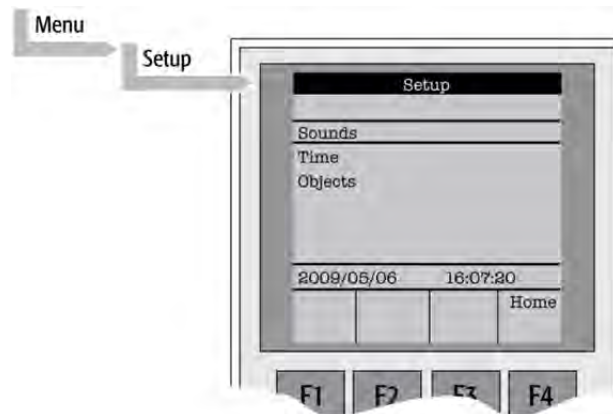 Menu
Setup
Setup
Sounds
Time
Objects
2009/05/06 16:07:20
Home
F1 F2 F3 F4